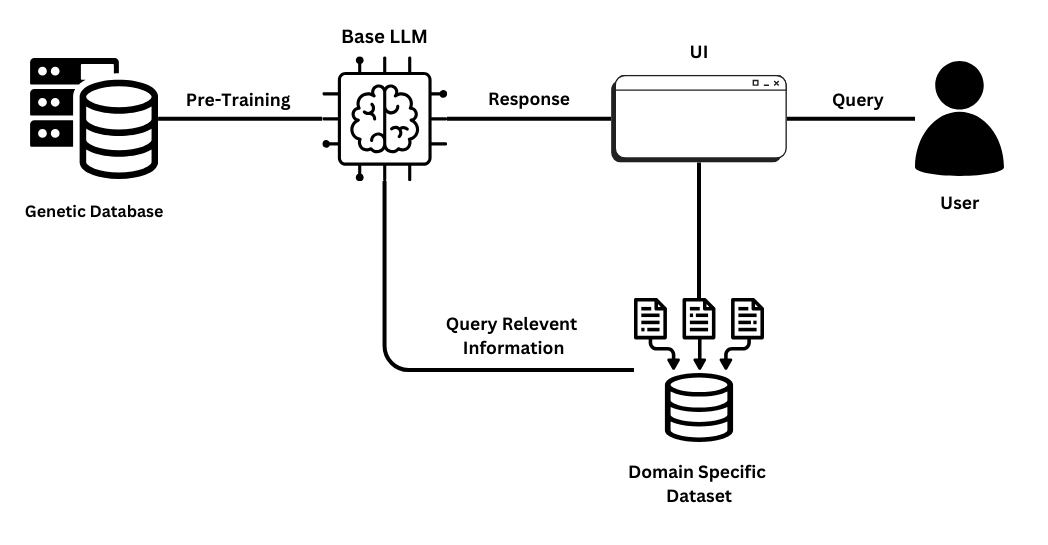 Base LLM
UI
Pre-Training
Response
Query
Genetic Database
User
Query Relevent
Information
Domain Specific
Dataset